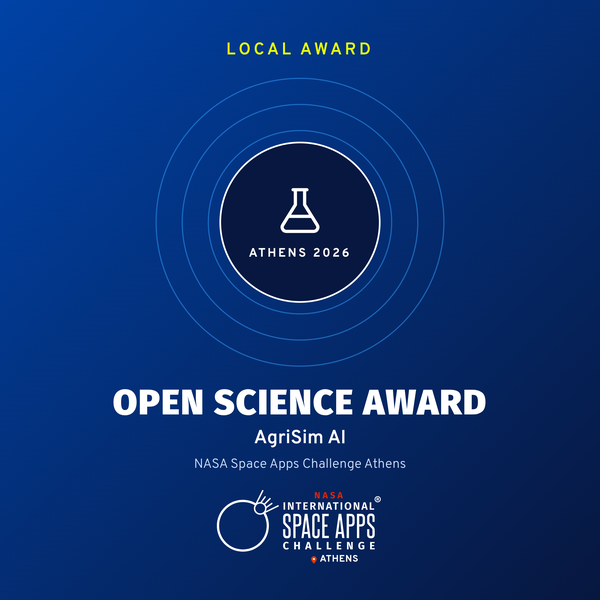 LOCAL AWARD
ATHENS 2026
OPEN SCIENCE AWARD
AgriSim AI
NASA Space Apps Challenge Athens
NASA
INTERNATIONAL®
SPACE APPS
CHALLENGE
ATHENS